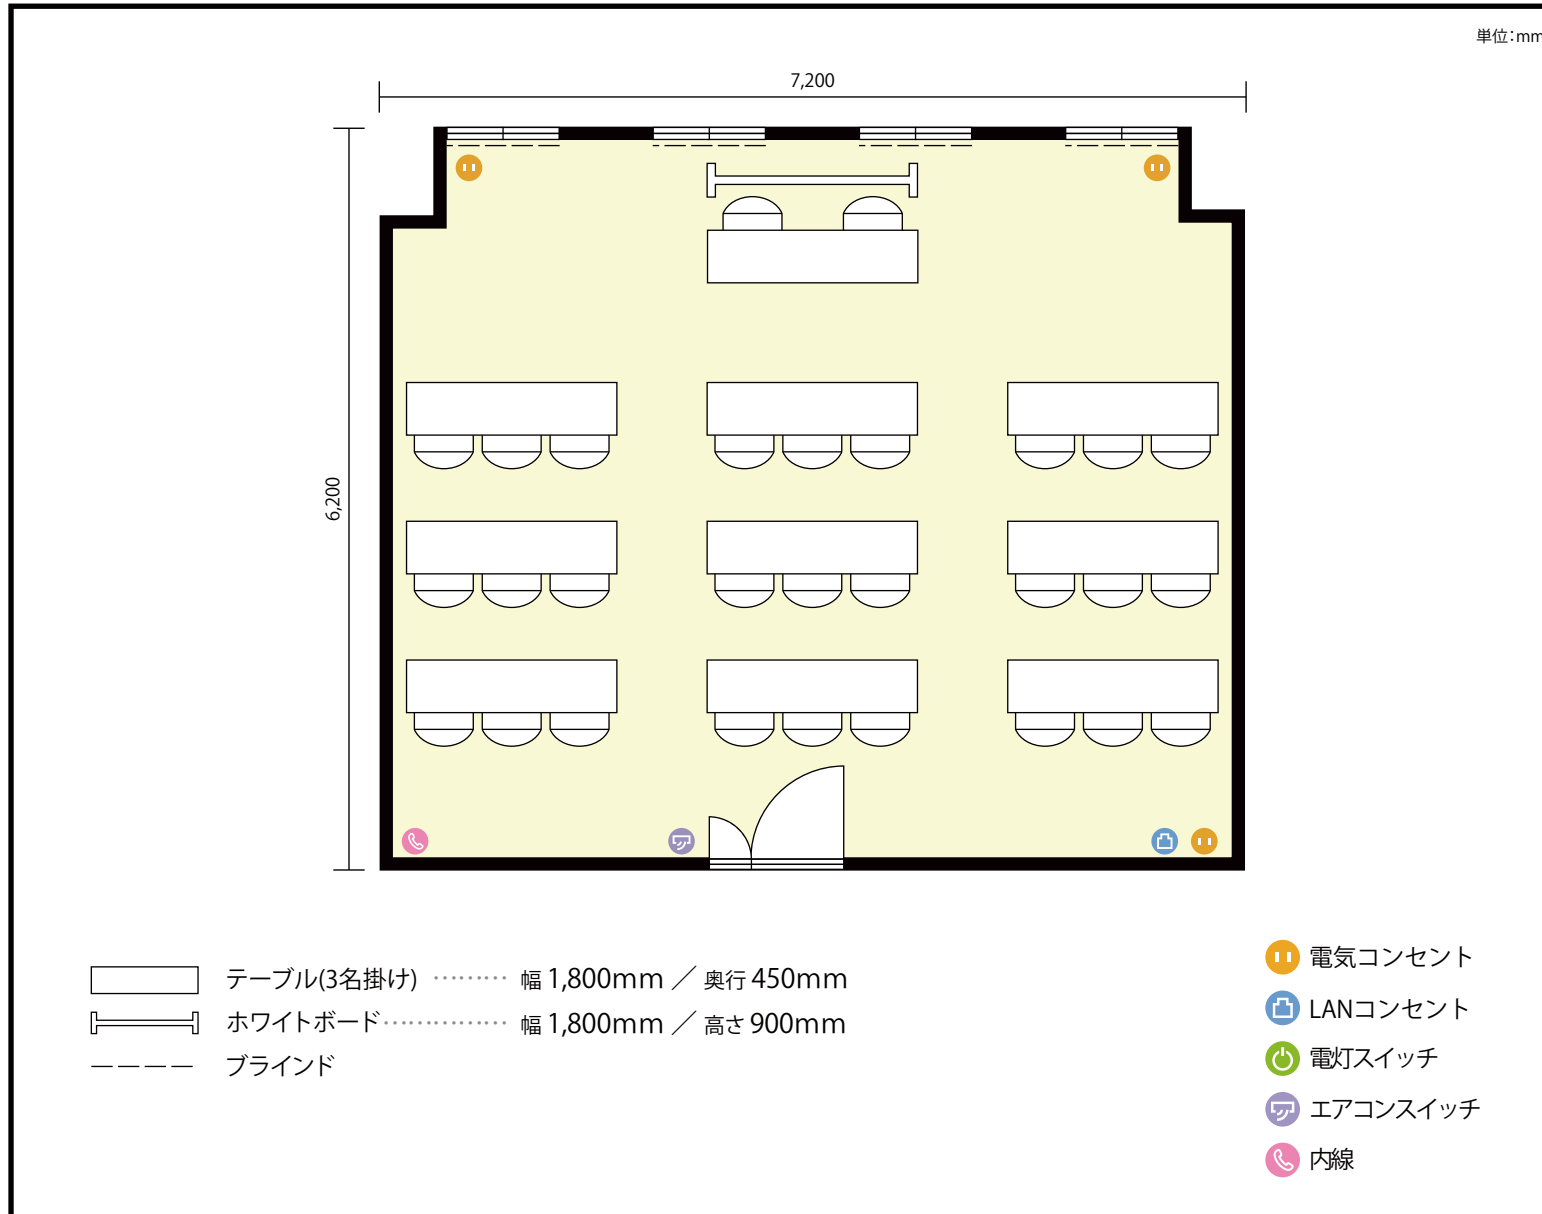 単位：mm
7,200
6,200
テーブル(3名掛け) ········· 幅 1,800mm ／ 奥行 450mm
ホワイトボード ··············· 幅 1,800mm ／ 高さ 900mm
ブラインド
電気コンセント
LANコンセント
電灯スイッチ
エアコンスイッチ
内線